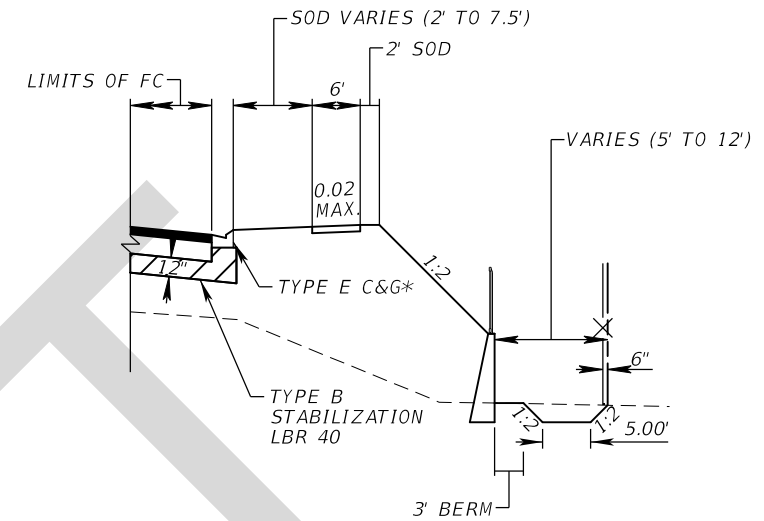 SOD VARIES (2' TO 7.5')
2' SOD
LIMITS OF FC
6'
VARIES (5' TO 12')
0.02
MAX.
1:2
12"
TYPE E C&G*
6"
TYPE B
STABILIZATION
LBR 40
1:2
1:2
5.00'
3' BERM